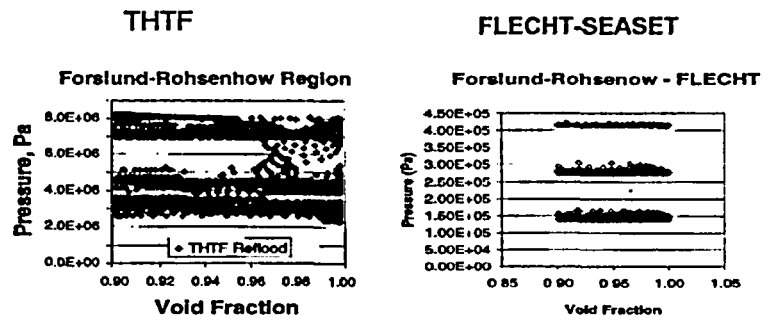 THTF
FLECHT-SEASET
Forslund-Rohsenhow Region
Forslund-Rohsenow - FLECHT
Pressure, Pa
8.0E+06
6.0E+06
4.0E+06
2.0E+06
0.0E+00
THTF Reflood
0.90
0.92
0.94
0.96
0.98
1.00
Void Fraction
Pressure (Pa)
4.50E+05
4.00E+05
3.50E+05
3.00E+05
2.50E+05
2.00E+05
1.50E+05
1.00E+05
5.00E+04
0.00E+00
0.85
0.90
0.95
1.00
1.05
Void Fraction